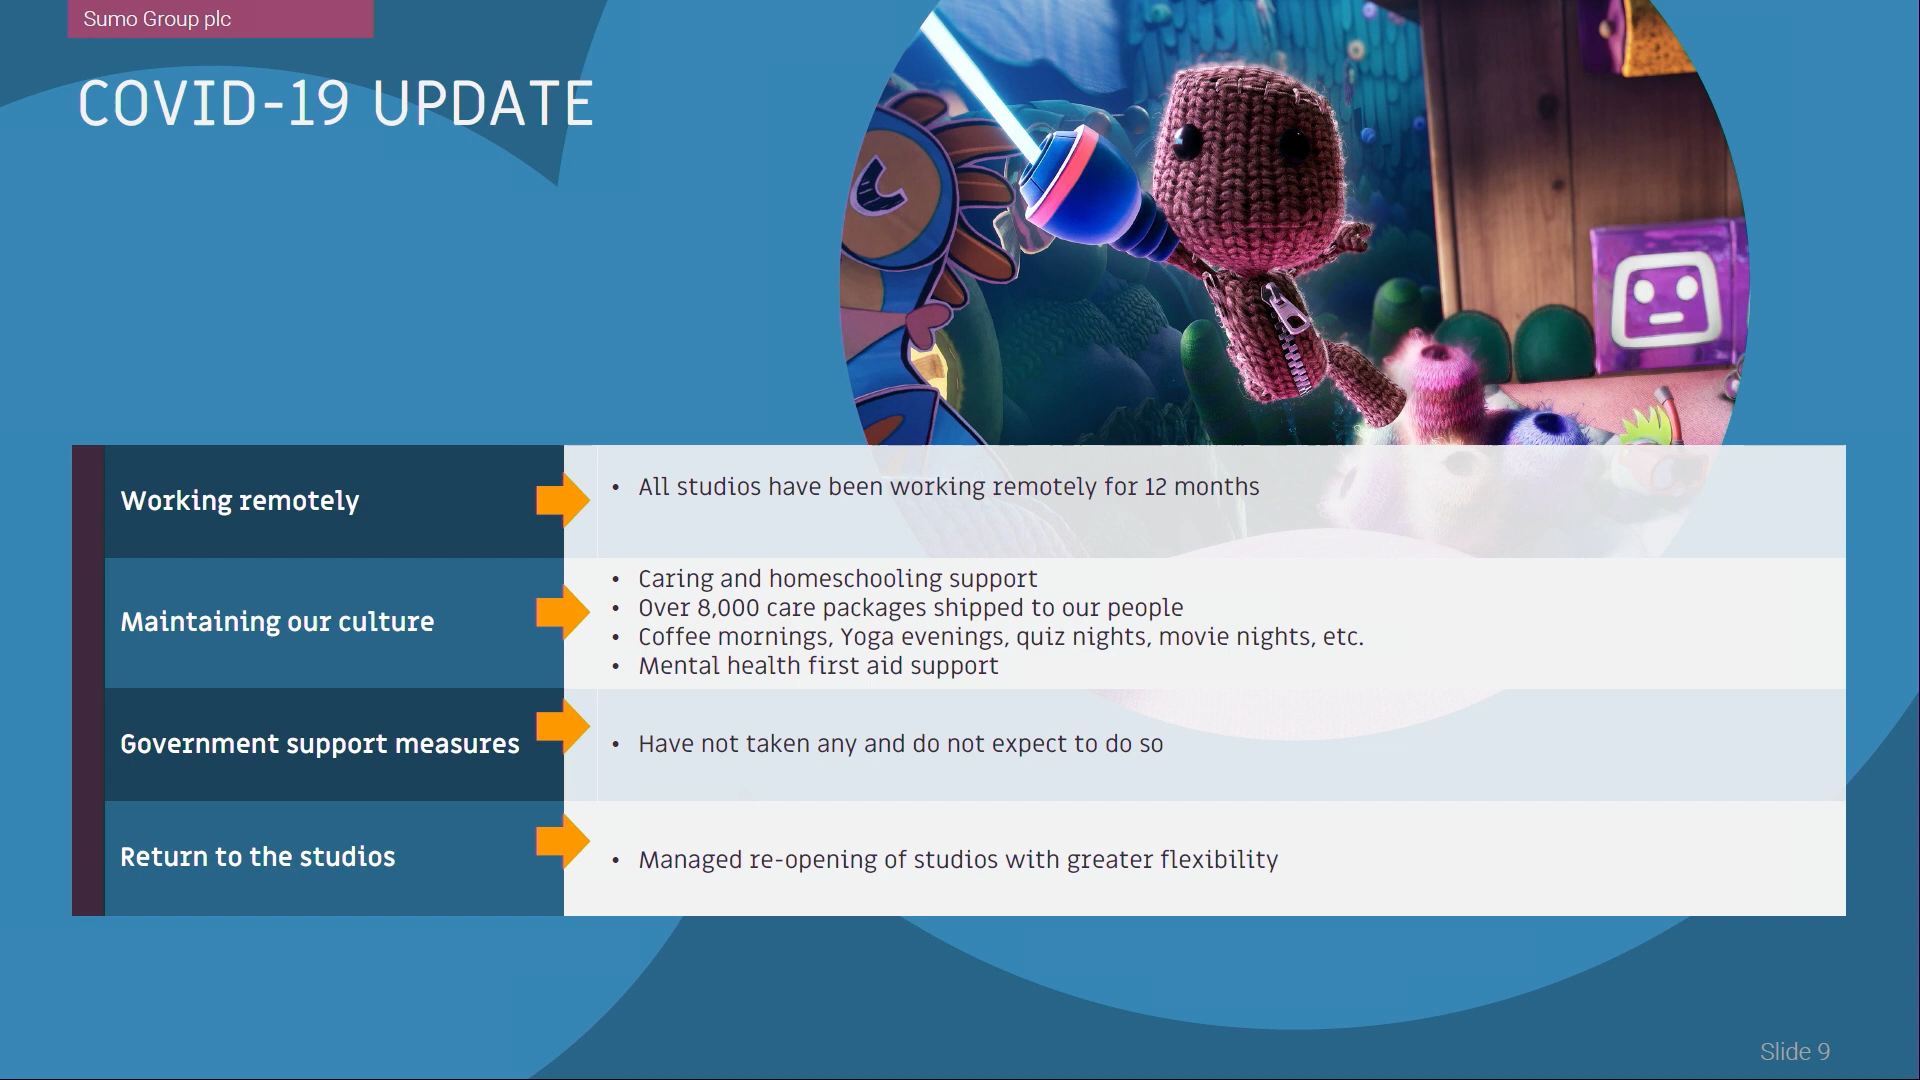 Sumo Group plc
COVID-19 UPDATE
Working remotely
• All studios have been working remotely for 12 months
Maintaining our culture
• Caring and homeschooling support
• Over 8,000 care packages shipped to our people
• Coffee mornings, Yoga evenings, quiz nights, movie nights, etc.
• Mental health first aid support
Government support measures
• Have not taken any and do not expect to do so
Return to the studios
• Managed re-opening of studios with greater flexibility
Slide 9